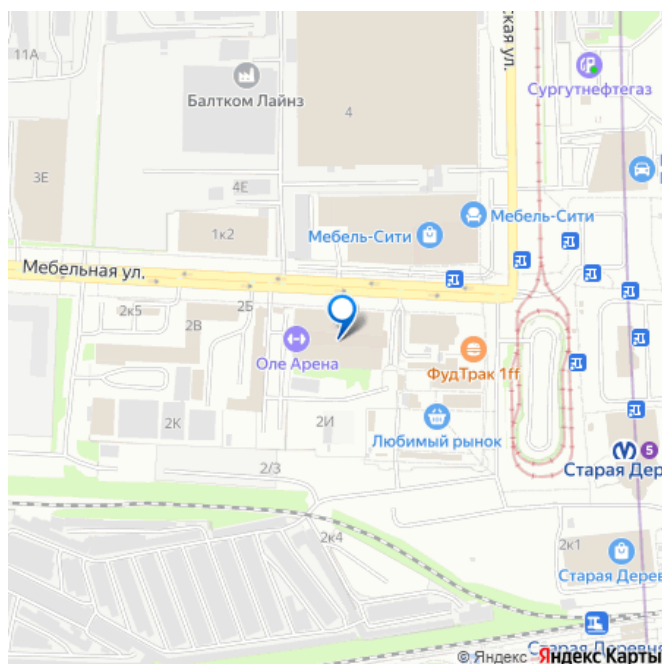 11А
ская ул.
Сургутнефтегаз
Балтком Лайнз
4
3Е
4Е
1к2
Мебель-Сити
Мебель-Сити
Мебельная ул.
2к5
2Б
2В
Оле Арена
ФудТрак 1ff
2К
2И
Любимый рынок
5
Старая Дер
2/3
2к4
2к1
Старая Дерев
Старая Деревня
© Яндекс Яндекс Карты